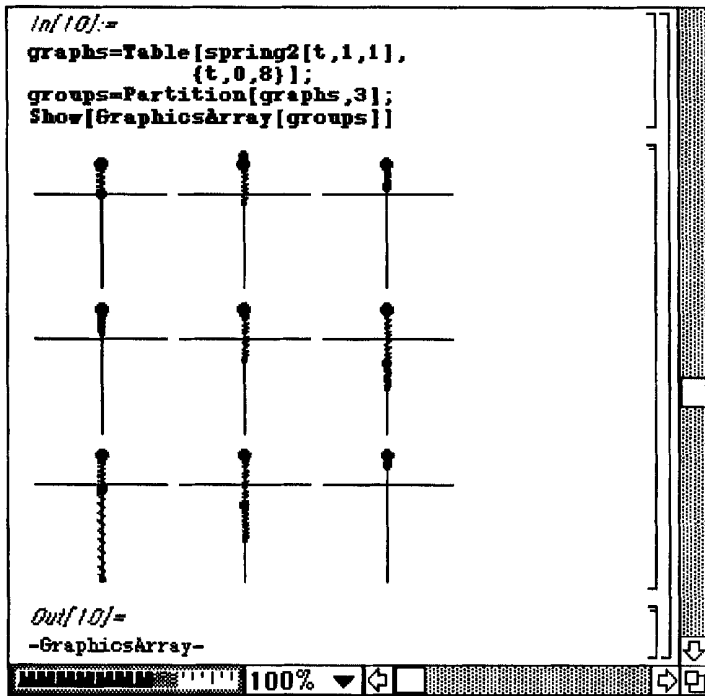 In[10]:=
graphs=Table[spring2[t,1,1],
{t,0,8}];
groups=Partition[graphs,3];
Show[GraphicsArray[groups]]
Out[10]=
-GraphicsArray-
100%